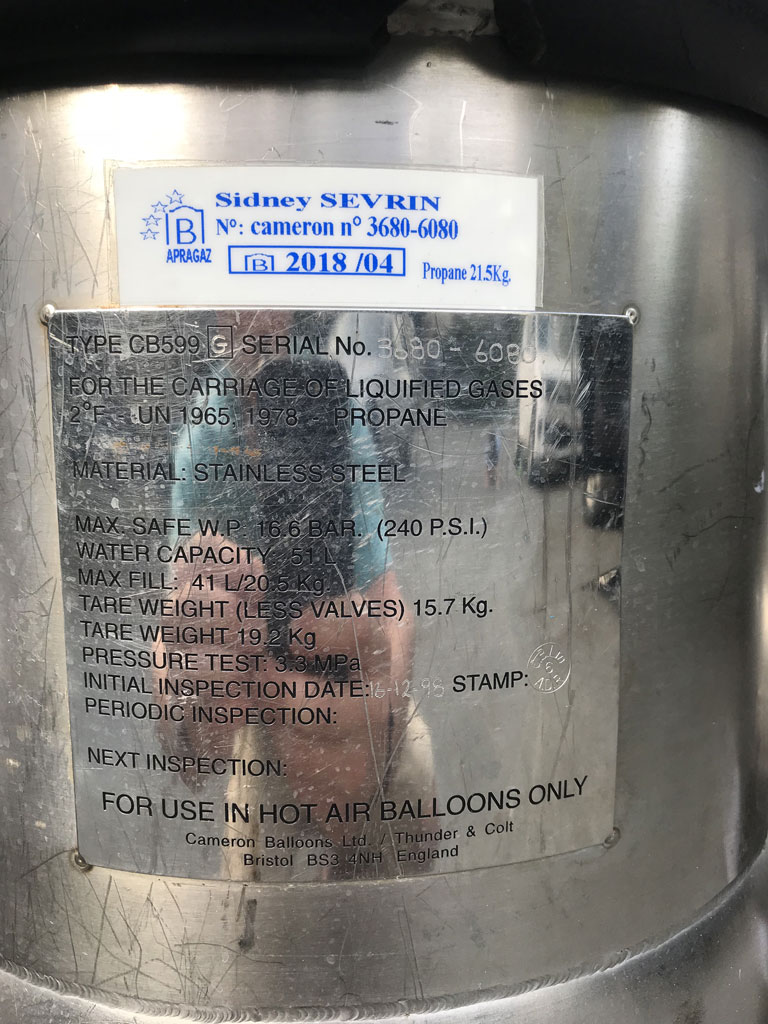 Sidney SEVRIN
Nº: cameron nº 3680-6080
B
APRAGAZ
B 2018 /04
Propane 21.5Kg.
TYPE CB599 G SERIAL No. 3680 - 6080
FOR THE CARRIAGE OF LIQUIFIED GASES
2°F - UN 1965, 1978 - PROPANE
MATERIAL: STAINLESS STEEL
MAX. SAFE W.P. 16.6 BAR. (240 P.S.I.)
WATER CAPACITY 51 L
MAX FILL: 41 L/20.5 Kg
TARE WEIGHT (LESS VALVES) 15.7 Kg.
TARE WEIGHT 19.2 Kg
PRESSURE TEST: 3.3 MPa
INITIAL INSPECTION DATE: STAMP:
PERIODIC INSPECTION:
NEXT INSPECTION:
FOR USE IN HOT AIR BALLOONS ONLY
Cameron Balloons Ltd. / Thunder & Colt
Bristol BS3 4NH England